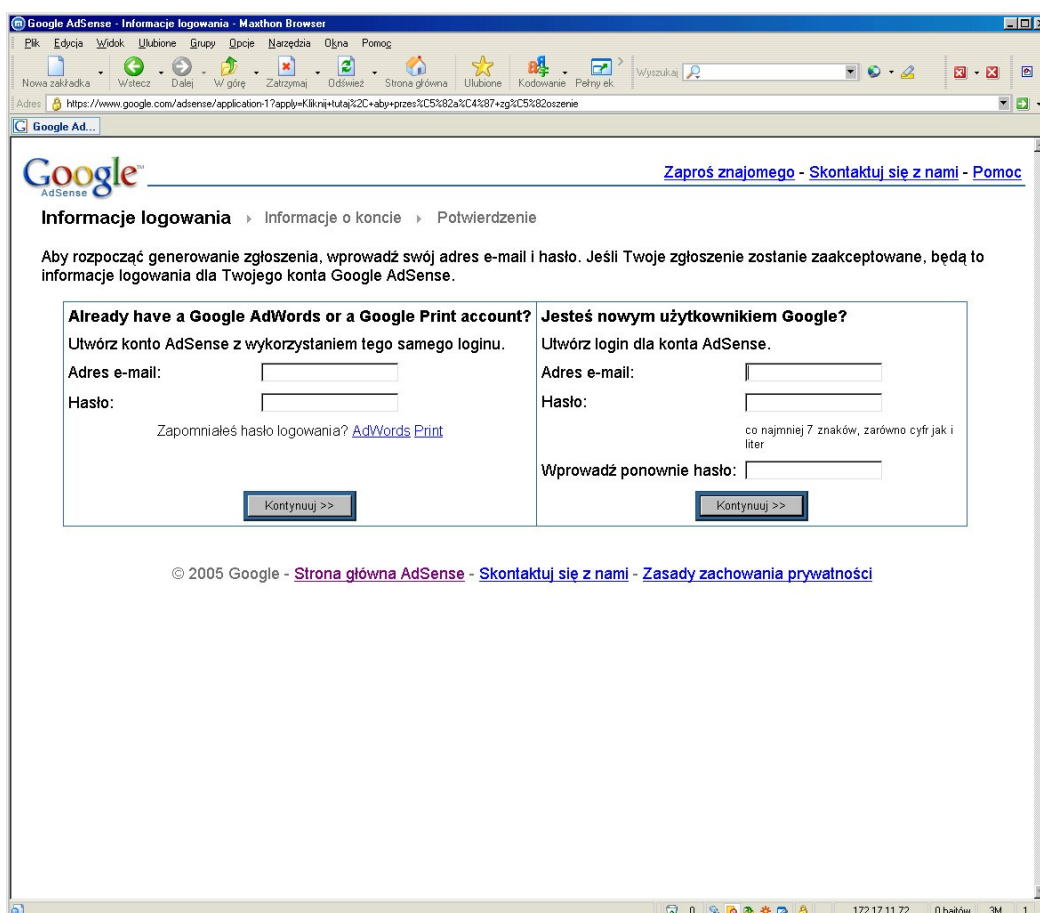 Google AdSense - Informacje logowania - Maxthon Browser
Plik Edycja Widok Ulubione Grupy Opcje Narzędzia Okna Pomoc
Nowa zakładka Wstecz Dalej W górę Zatrzymaj Odśwież Strona główna Ulubione Kodowanie Pełny ek Wyszukaj
Adres https://www.google.com/adsense/application-1?apply=Kliknij+tutaj%2C+aby+przes%C5%82a%C4%87+zg%C5%82oszenie
Google Ad...
Google™
AdSense
Zaproś znajomego - Skontaktuj się z nami - Pomoc
Informacje logowania Informacje o koncie Potwierdzenie
Aby rozpocząć generowanie zgłoszenia, wprowadź swój adres e-mail i hasło. Jeśli Twoje zgłoszenie zostanie zaakceptowane, będą to
informacje logowania dla Twojego konta Google AdSense.
Already have a Google AdWords or a Google Print account?
Utwórz konto AdSense z wykorzystaniem tego samego loginu.
Adres e-mail:
Hasło:
Zapomniałeś hasło logowania? AdWords Print
Kontynuuj >>
Jesteś nowym użytkownikiem Google?
Utwórz login dla konta AdSense.
Adres e-mail:
Hasło:
co najmniej 7 znaków, zarówno cyfr jak i
liter
Wprowadź ponownie hasło:
Kontynuuj >>
© 2005 Google - Strona główna AdSense - Skontaktuj się z nami - Zasady zachowania prywatności
0 172.17.11.72 0 bajtów 3M 1